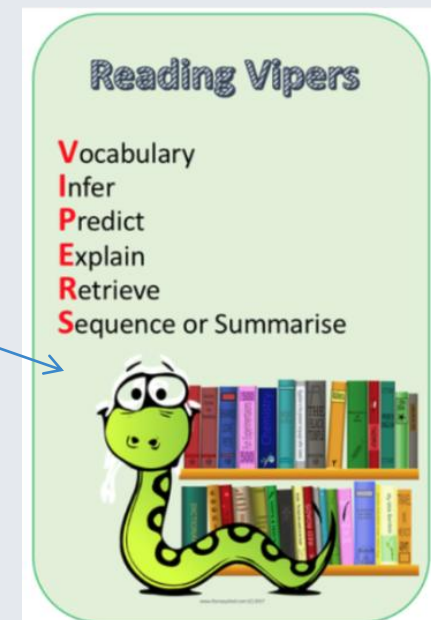 Reading Vipers
Vocabulary
Infer
Predict
Explain
Retrieve
Sequence or Summarise